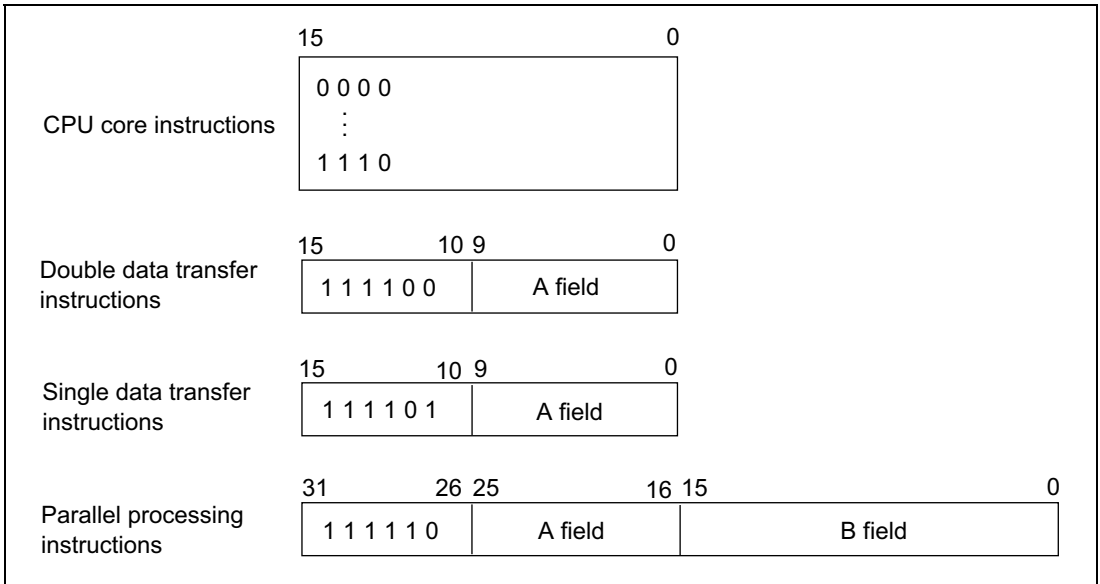 15 0
CPU core instructions
0 0 0 0
⋮
1 1 1 0
15 10 9 0
Double data transfer
instructions
1 1 1 1 0 0 A field
15 10 9 0
Single data transfer
instructions
1 1 1 1 0 1 A field
31 26 25 16 15 0
Parallel processing
instructions
1 1 1 1 1 0 A field B field